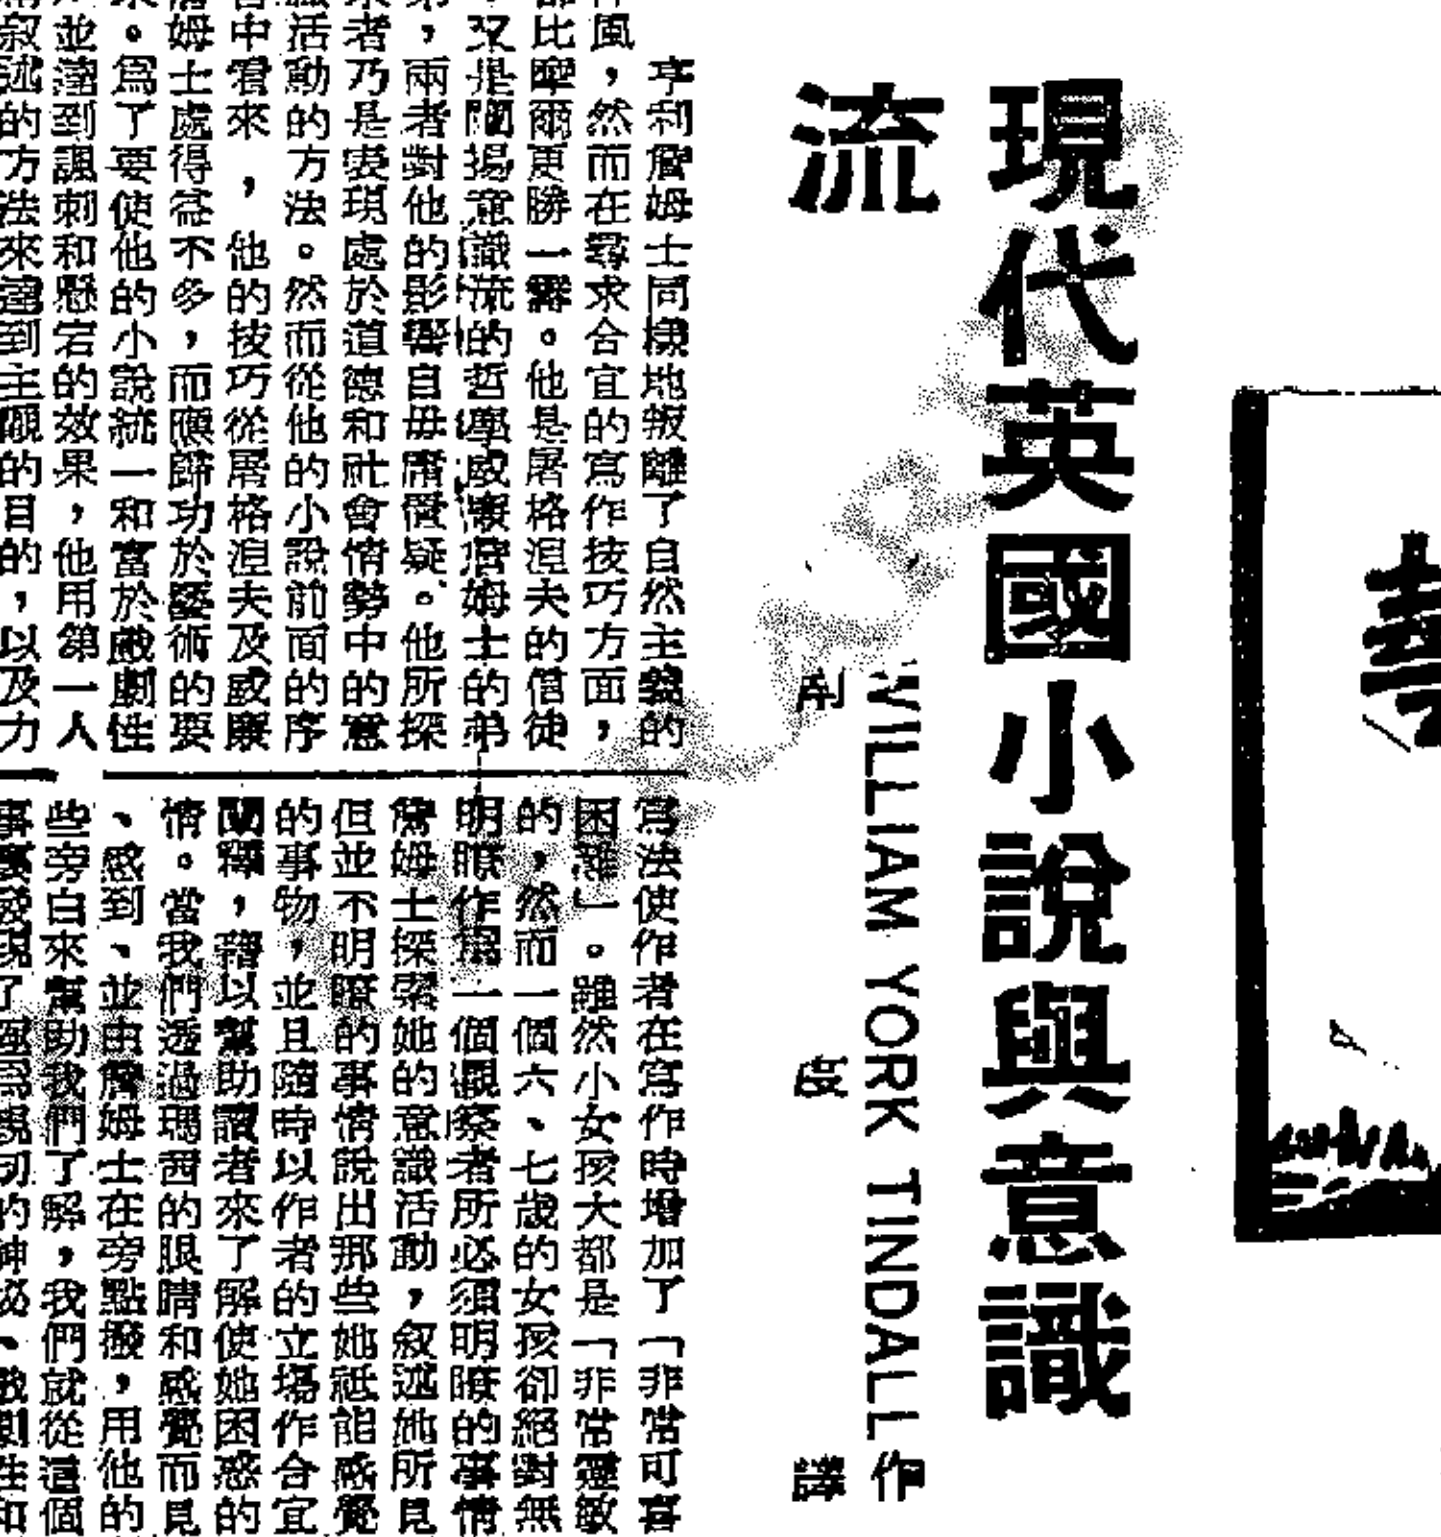 現代英國小說與意識
流
WILLIAM YORK TINDALL 作
度 譯
亨利詹姆士同樣地叛離了自然主義的
作風，然而在尋求合宜的寫作技巧方面，
都比摩爾更勝一籌。他是屠格涅夫的信徒
，又是闡揚意識流的哲學威廉詹姆士的弟
弟，兩者對他的影響自毋庸置疑。他所探
求者乃是表現處於道德和社會情勢中的意
識活動的方法。然而從他的小說前面的序
言中看來，他的技巧從屠格涅夫及威廉
詹姆士處得益不多，而應歸功於藝術的要
求。為了要使他的小說統一和富於戲劇性
，並達到諷刺和懸宕的效果，他用第一人
敘述的方法來達到主觀的目的，以及力
寫法使作者在寫作時增加了「非常可喜
困難」。雖然小女孩大都是「非常靈敏
的，然而一個六、七歲的女孩卻絕對無
明瞭作為一個觀察者所必須明瞭的事情
詹姆士探索她的意識活動，敘述她所見
但並不明瞭的事情說出那些她祗能感覺
的事物，並且隨時以作者的立場作合宜
闡釋，藉以幫助讀者來了解使她困惑的
情。當我們透過瑪西的眼睛和感覺而見
、感到、並由詹姆士在旁點撥，用他的
些旁白來幫助我們了解，我們就從這個